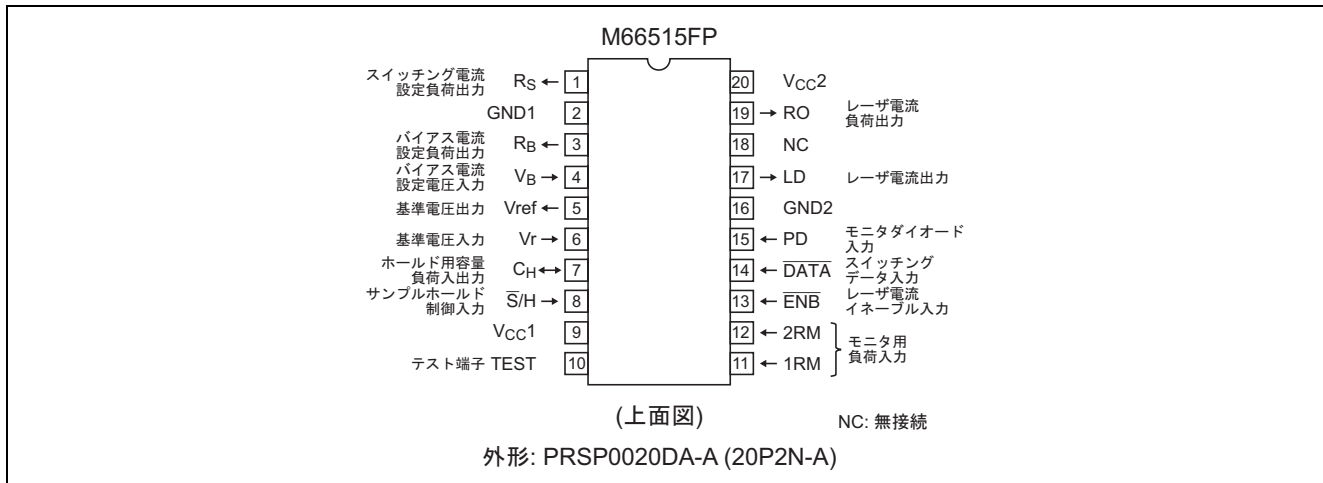 M66515FP
スイッチング電流
設定負荷出力
RS ← 1
GND1 2
バイアス電流
設定負荷出力
RB ← 3
バイアス電流
設定電圧入力
VB → 4
基準電圧出力 Vref ← 5
基準電圧入力 Vr → 6
ホールド用容量
負荷入出力
CH ↔ 7
サンプルホールド
制御入力
S̅/H → 8
VCC1 9
テスト端子 TEST 10
20 VCC2
19 → RO
レーザ電流
負荷出力
18 NC
17 → LD レーザ電流出力
16 GND2
15 ← PD
モニタダイオード
入力
14 ← D̅A̅T̅A̅
スイッチング
データ入力
13 ← E̅N̅B̅
レーザ電流
イネーブル入力
12 ← 2RM
11 ← 1RM
モニタ用
負荷入力
(上面図)
NC: 無接続
外形: PRSP0020DA-A (20P2N-A)